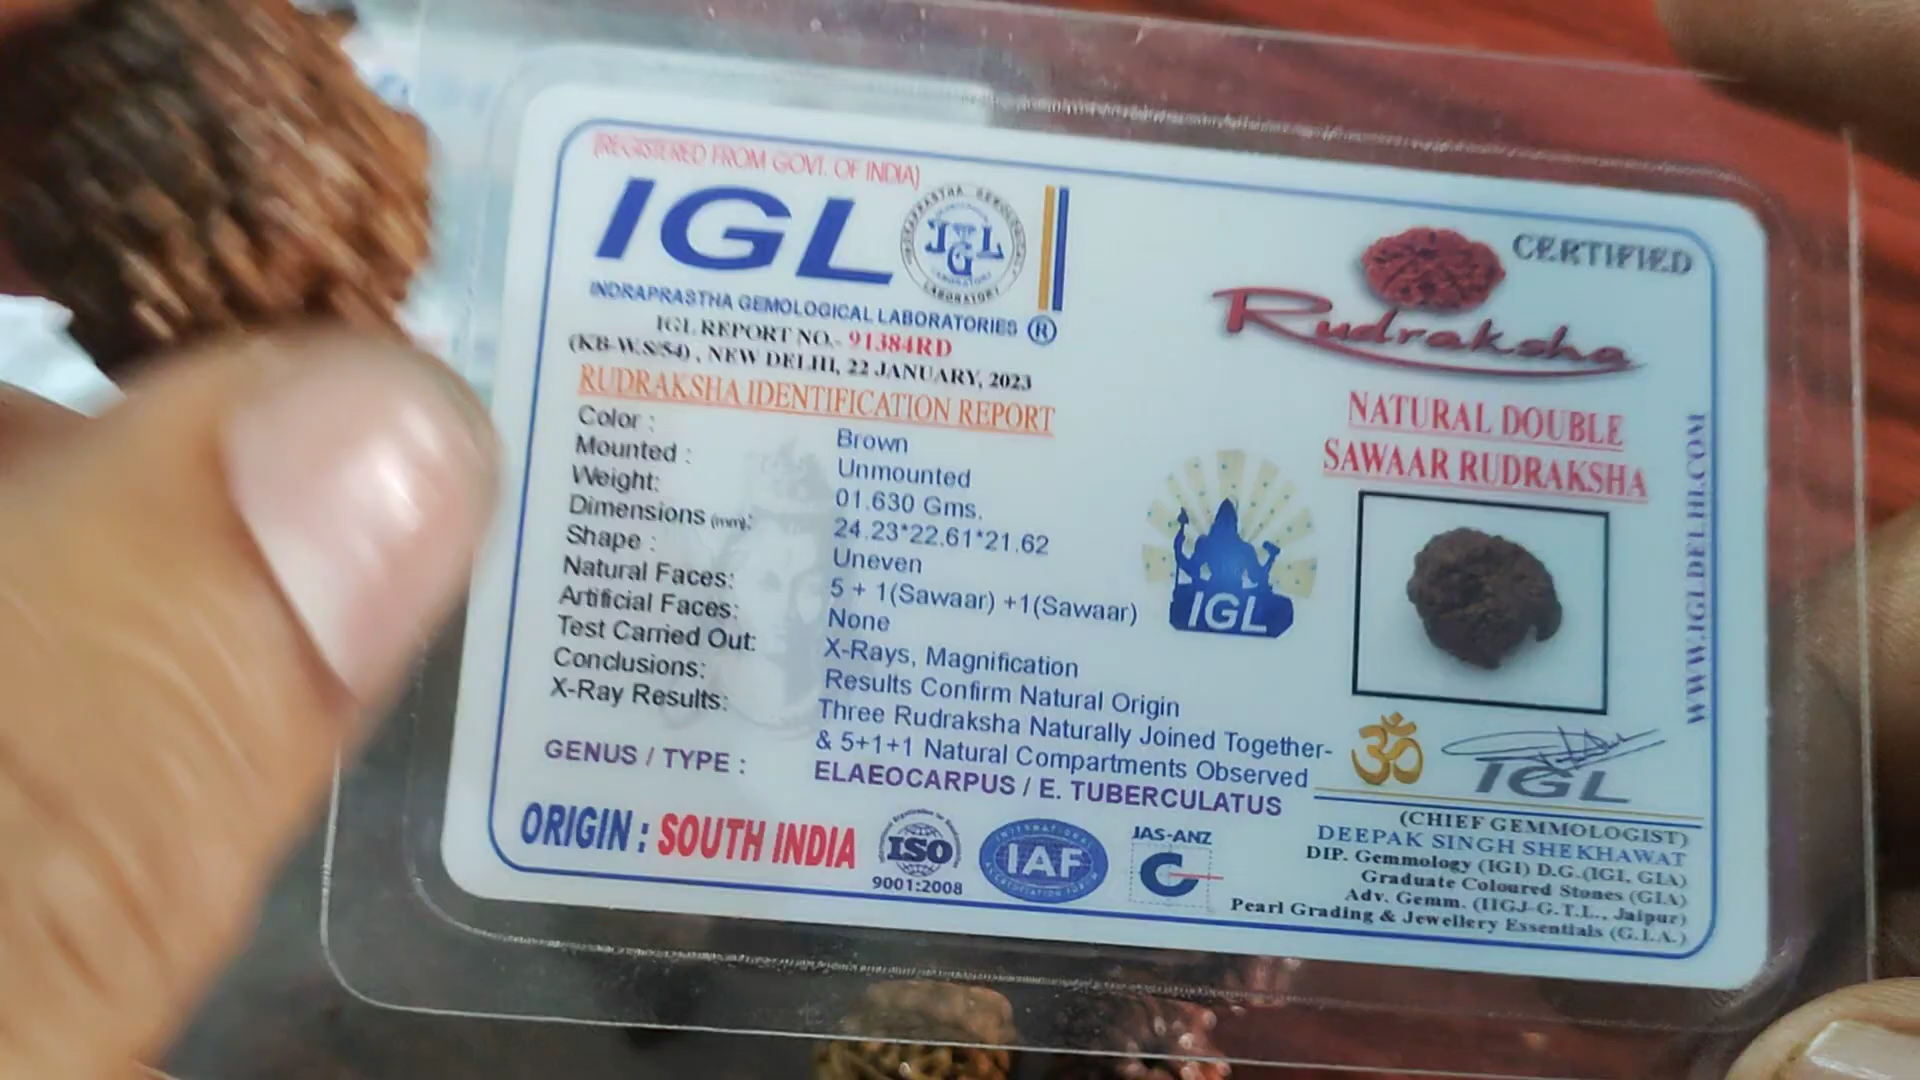 (REGISTERED FROM GOVT. OF INDIA)
IGL
INDRAPRASTHA GEMOLOGICAL LABORATORIES ®
IGL REPORT NO.- 91384RD
(KB-W.S/54) , NEW DELHI, 22 JANUARY, 2023
RUDRAKSHA IDENTIFICATION REPORT
Color : Brown
Mounted : Unmounted
Weight: 01.630 Gms.
Dimensions (mm): 24.23*22.61*21.62
Shape : Uneven
Natural Faces: 5 + 1(Sawaar) +1(Sawaar)
Artificial Faces: None
Test Carried Out: X-Rays, Magnification
Conclusions: Results Confirm Natural Origin
X-Ray Results: Three Rudraksha Naturally Joined Together-
& 5+1+1 Natural Compartments Observed
GENUS / TYPE : ELAEOCARPUS / E. TUBERCULATUS
ORIGIN : SOUTH INDIA
ISO
9001:2008
IAF
JAS-ANZ
CERTIFIED
Rudraksha
NATURAL DOUBLE
SAWAAR RUDRAKSHA
IGL
WWW.IGLDELHI.COM
ॐ
IGL
(CHIEF GEMMOLOGIST)
DEEPAK SINGH SHEKHAWAT
DIP. Gemmology (IGI) D.G.(IGI, GIA)
Graduate Coloured Stones (GIA)
Adv. Gemm. (IIGJ-G.T.L., Jaipur)
Pearl Grading & Jewellery Essentials (G.I.A.)